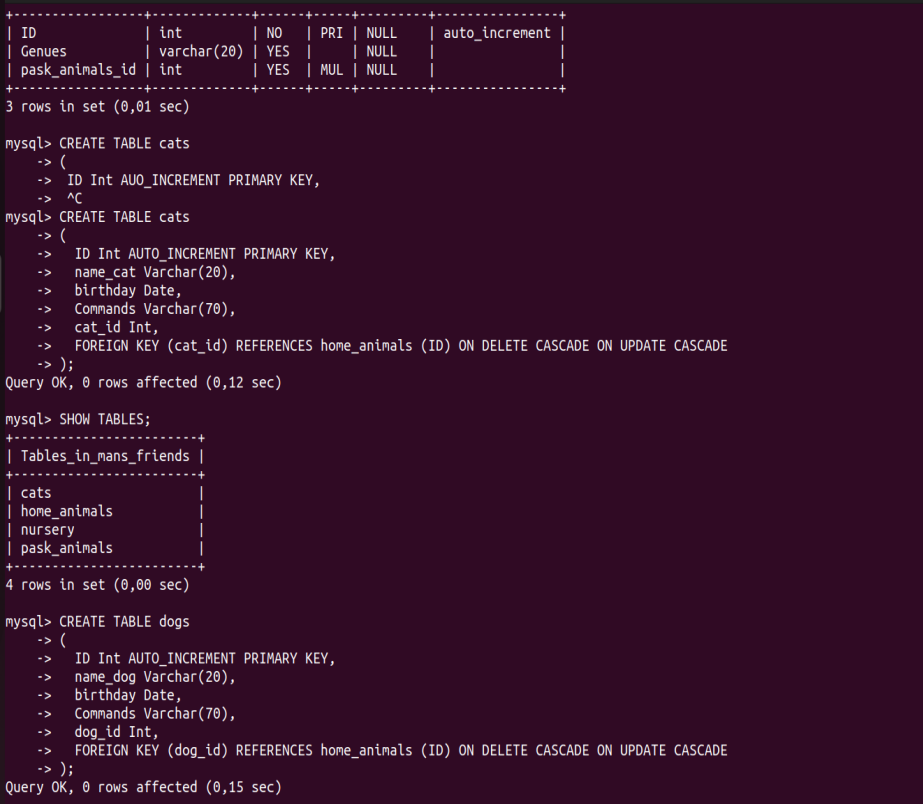 +-----------------+-------------+------+-----+---------+----------------+
| ID              | int         | NO   | PRI | NULL    | auto_increment |
| Genues          | varchar(20) | YES  |     | NULL    |                |
| pask_animals_id | int         | YES  | MUL | NULL    |                |
+-----------------+-------------+------+-----+---------+----------------+
3 rows in set (0,01 sec)

mysql> CREATE TABLE cats
    -> (
    ->  ID Int AUO_INCREMENT PRIMARY KEY,
    ->  ^C
mysql> CREATE TABLE cats
    -> (
    ->   ID Int AUTO_INCREMENT PRIMARY KEY,
    ->   name_cat Varchar(20),
    ->   birthday Date,
    ->   Commands Varchar(70),
    ->   cat_id Int,
    ->   FOREIGN KEY (cat_id) REFERENCES home_animals (ID) ON DELETE CASCADE ON UPDATE CASCADE
    -> );
Query OK, 0 rows affected (0,12 sec)

mysql> SHOW TABLES;
+------------------------+
| Tables_in_mans_friends |
+------------------------+
| cats                   |
| home_animals           |
| nursery                |
| pask_animals           |
+------------------------+
4 rows in set (0,00 sec)

mysql> CREATE TABLE dogs
    -> (
    ->   ID Int AUTO_INCREMENT PRIMARY KEY,
    ->   name_dog Varchar(20),
    ->   birthday Date,
    ->   Commands Varchar(70),
    ->   dog_id Int,
    ->   FOREIGN KEY (dog_id) REFERENCES home_animals (ID) ON DELETE CASCADE ON UPDATE CASCADE
    -> );
Query OK, 0 rows affected (0,15 sec)